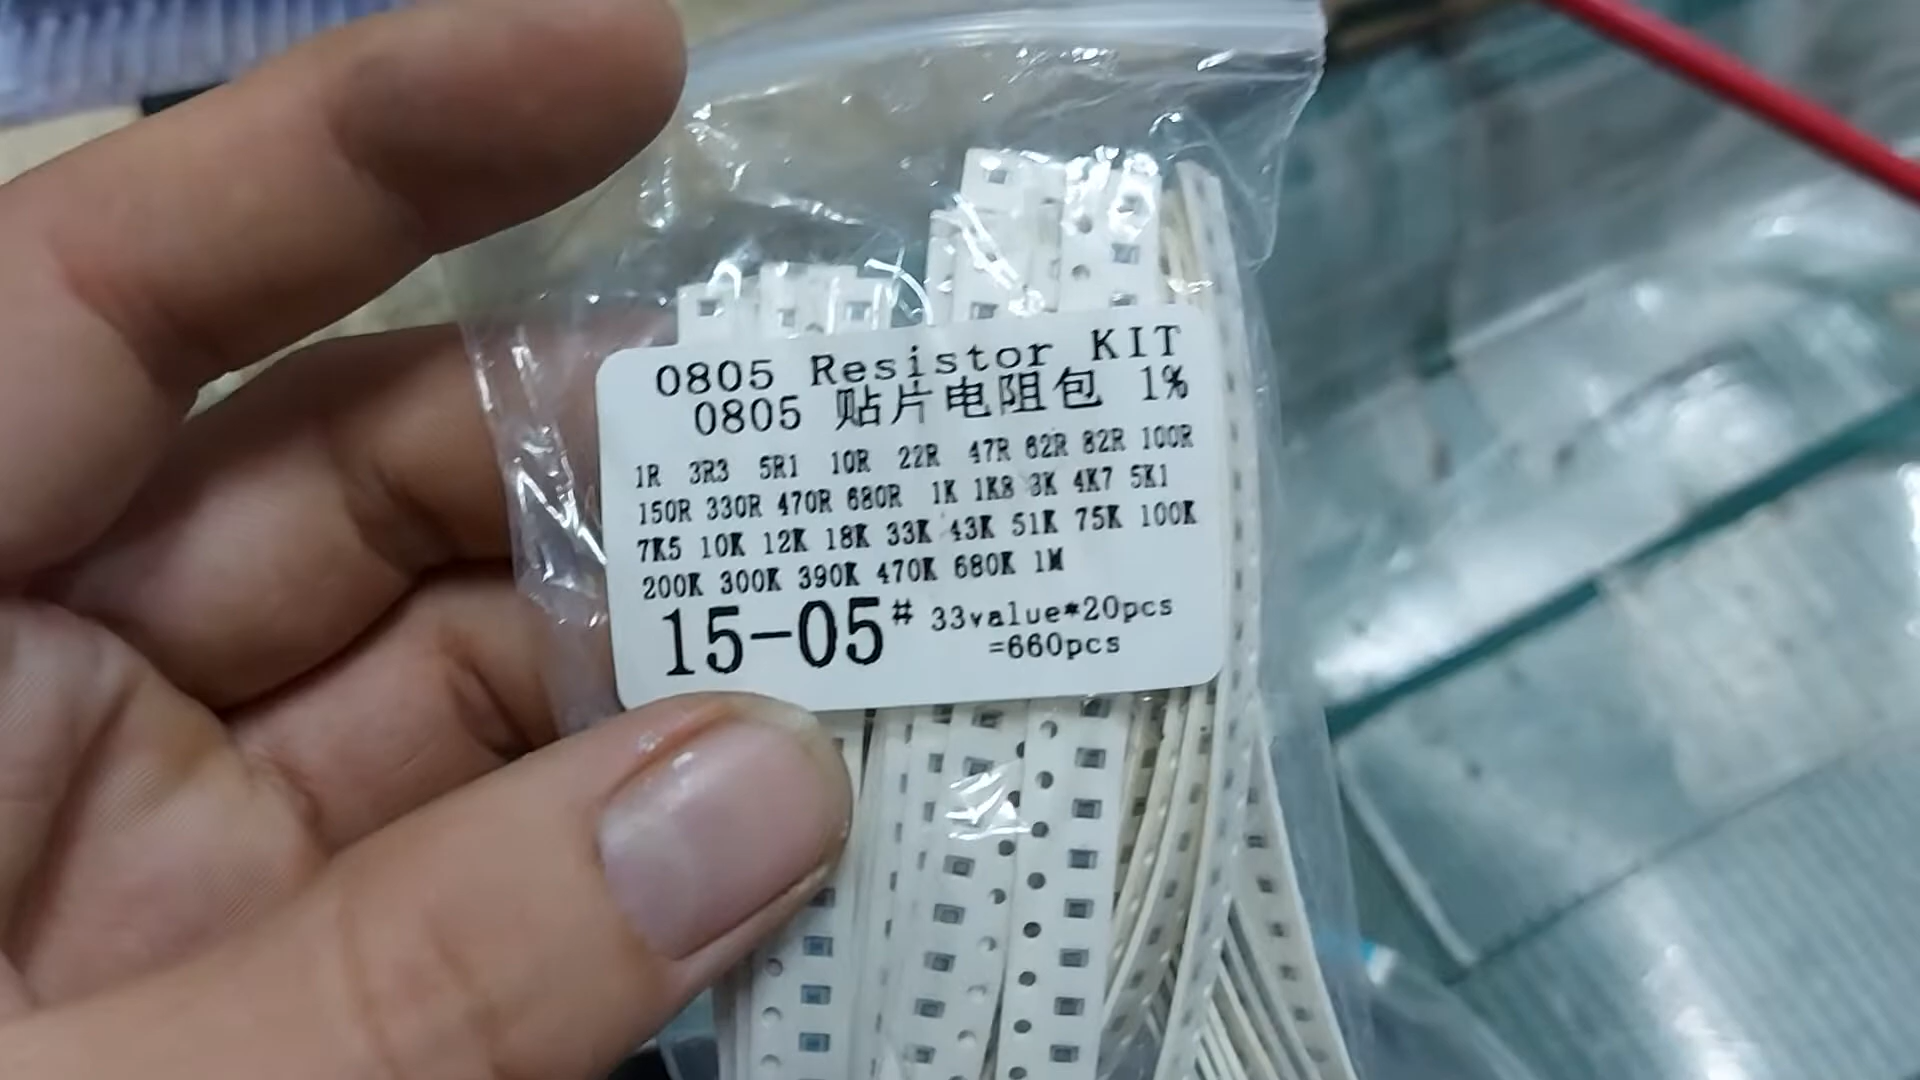 0805 Resistor KIT
0805 贴片电阻包 1%
1R 3R3 5R1 10R 22R 47R 62R 82R 100R
150R 330R 470R 680R 1K 1K8 3K 4K7 5K1
7K5 10K 12K 18K 33K 43K 51K 75K 100K
200K 300K 390K 470K 680K 1M
15-05# 33value*20pcs
=660pcs